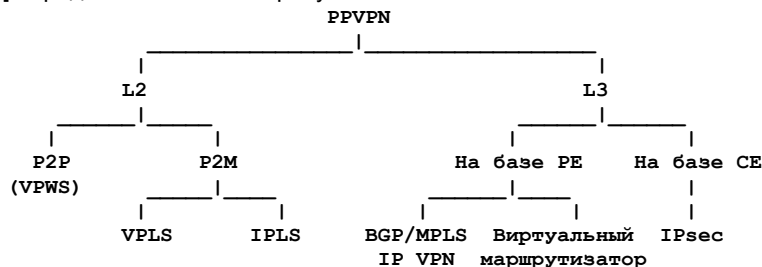 PPVPN
L2 L3
P2P P2M На базе PE На базе CE
(VPWS)
VPLS IPLS BGP/MPLS Виртуальный IPsec
IP VPN маршрутизатор